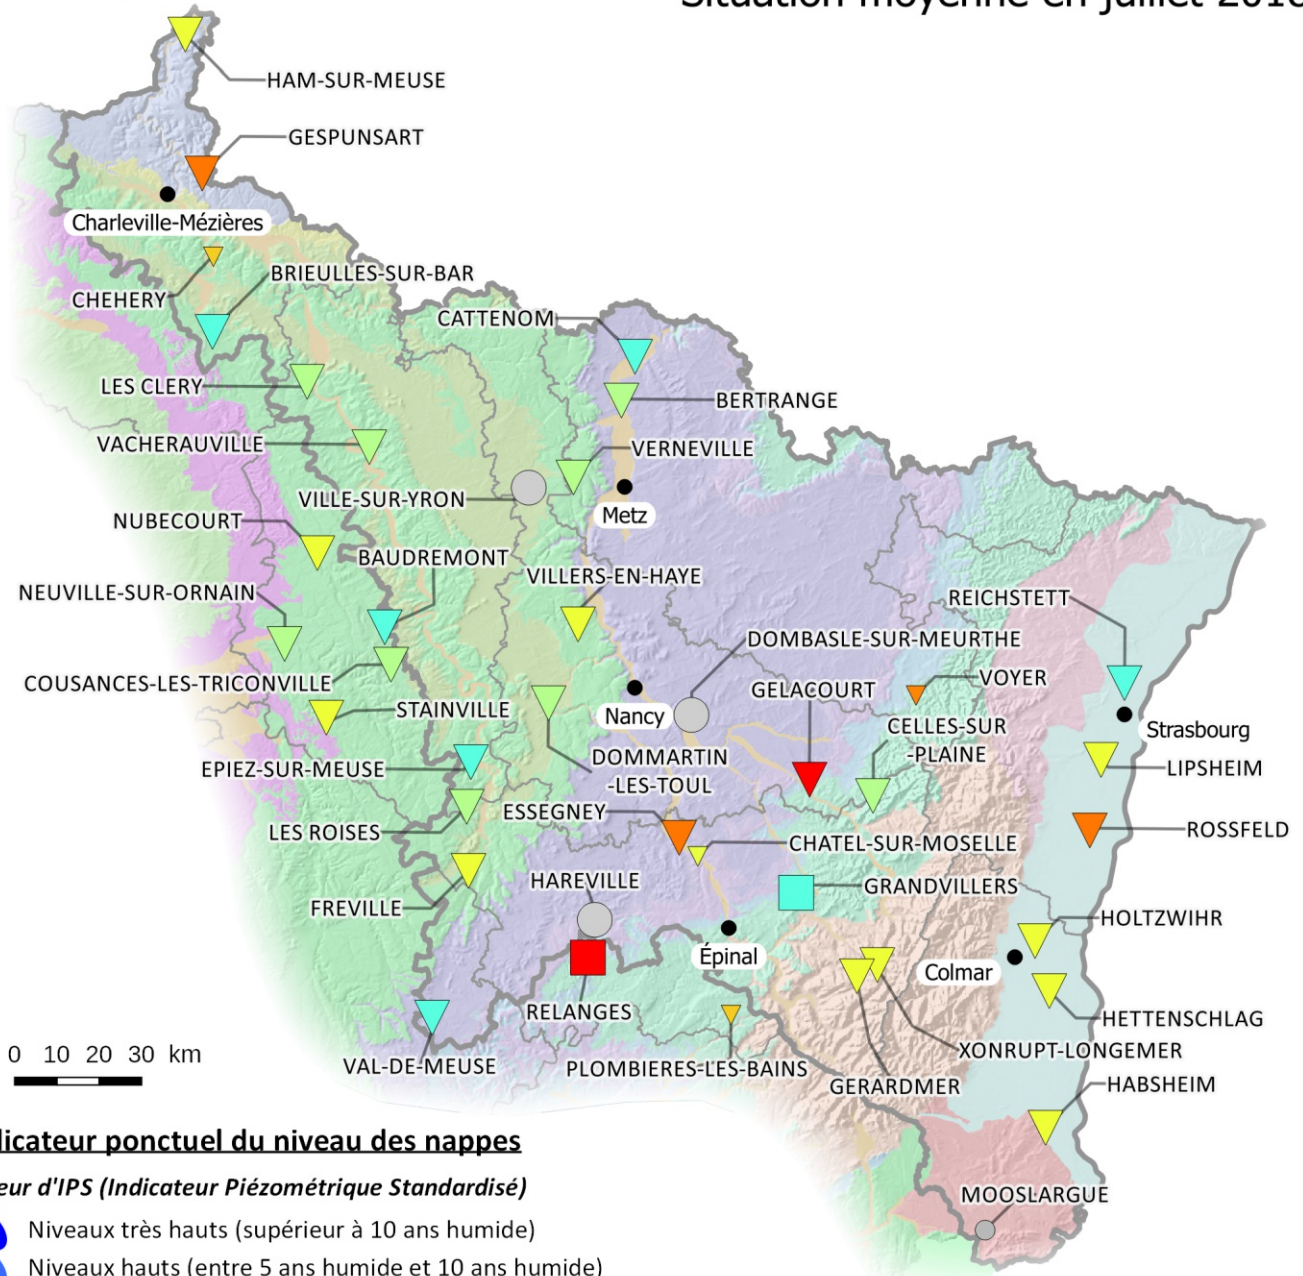 Situation moyenne en juillet 2018
HAM-SUR-MEUSE
GESPUNSART
Charleville-Mézières
BRIEULLES-SUR-BAR
CHEHERY
CATTENOM
LES CLERY
BERTRANGE
VACHERAUVILLE
VERNEVILLE
VILLE-SUR-YRON
Metz
NUBECOURT
BAUDREMONT
VILLERS-EN-HAYE
NEUVILLE-SUR-ORNAIN
REICHSTETT
DOMBASLE-SUR-MEURTHE
COUSANCES-LES-TRICONVILLE
GELACOURT
VOYER
STAINVILLE
Nancy
CELLES-SUR
-PLAINE
Strasbourg
EPIEZ-SUR-MEUSE
DOMMARTIN
-LES-TOUL
LIPSHEIM
ESSEGNEY
LES ROISES
ROSSFELD
CHATEL-SUR-MOSELLE
HAREVILLE
GRANDVILLERS
FREVILLE
HOLTZWIHR
Épinal
Colmar
RELANGES
HETTENSCHLAG
0 10 20 30 km
XONRUPT-LONGEMER
VAL-DE-MEUSE
PLOMBIERES-LES-BAINS
GERARDMER
HABSHEIM
dicateur ponctuel du niveau des nappes
eur d'IPS (Indicateur Piézométrique Standardisé)
MOOSLARGUE
Niveaux très hauts (supérieur à 10 ans humide)
Niveaux hauts (entre 5 ans humide et 10 ans humide)